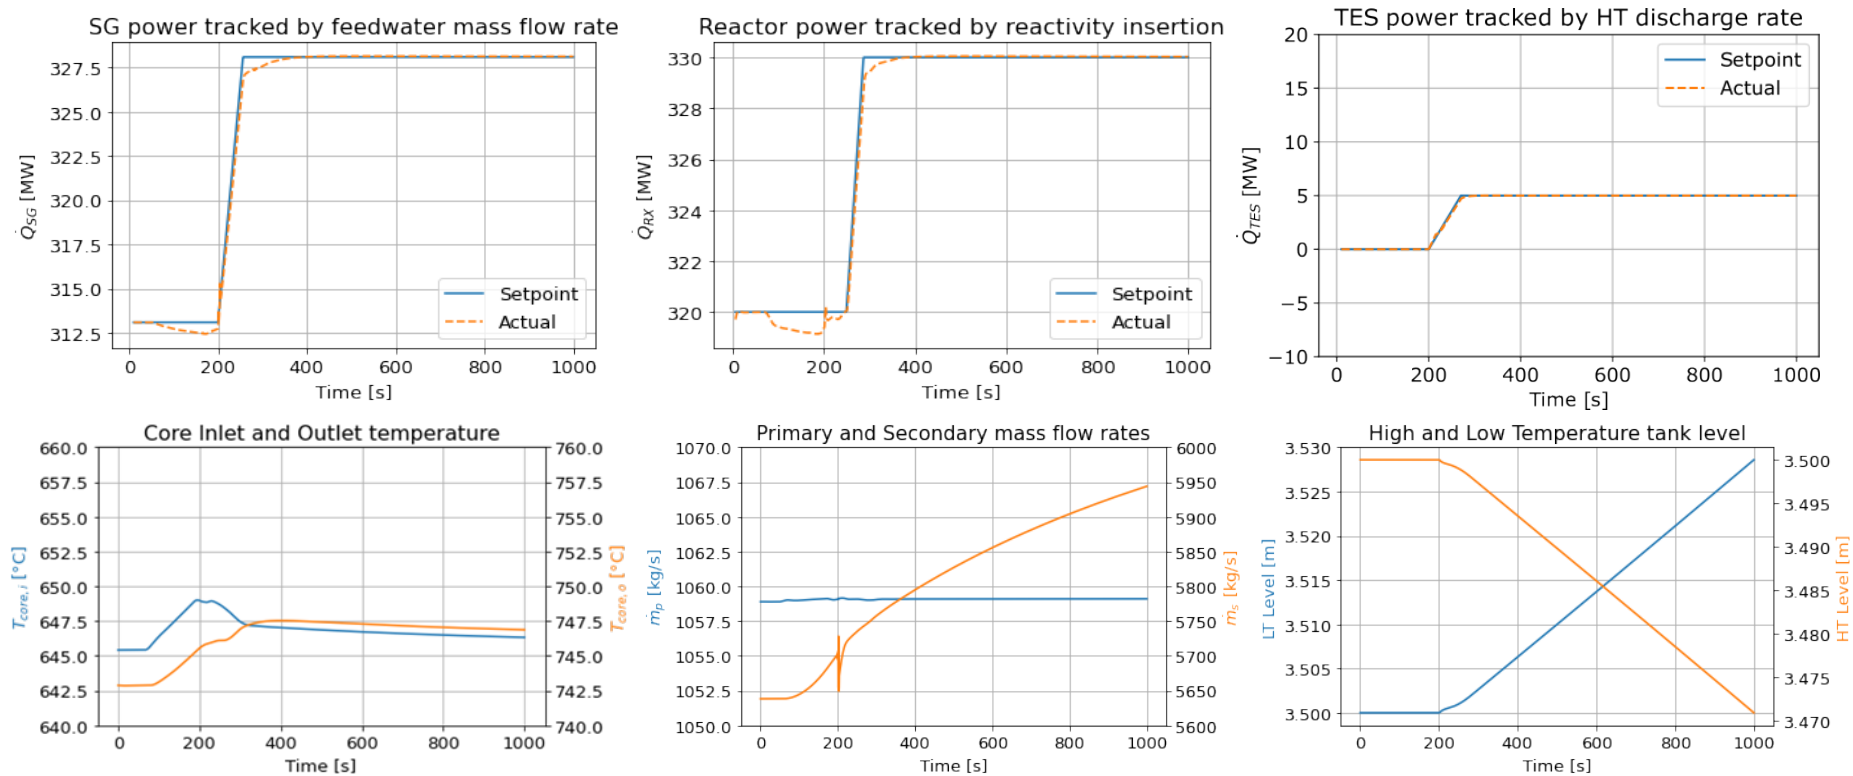 SG power tracked by feedwater mass flow rate
Q̇_SG [MW]
327.5
325.0
322.5
320.0
317.5
315.0
312.5
Setpoint
Actual
0 200 400 600 800 1000
Time [s]
Reactor power tracked by reactivity insertion
Q̇_RX [MW]
330
328
326
324
322
320
Setpoint
Actual
0 200 400 600 800 1000
Time [s]
TES power tracked by HT discharge rate
Q̇_TES [MW]
20
15
10
5
0
−5
−10
Setpoint
Actual
0 200 400 600 800 1000
Time [s]
Core Inlet and Outlet temperature
T_core, i [°C]
660.0
657.5
655.0
652.5
650.0
647.5
645.0
642.5
640.0
760.0
757.5
755.0
752.5
750.0
747.5
745.0
742.5
740.0
T_core, o [°C]
0 200 400 600 800 1000
Time [s]
Primary and Secondary mass flow rates
ṁ_p [kg/s]
1070.0
1067.5
1065.0
1062.5
1060.0
1057.5
1055.0
1052.5
1050.0
6000
5950
5900
5850
5800
5750
5700
5650
5600
ṁ_s [kg/s]
0 200 400 600 800 1000
Time [s]
High and Low Temperature tank level
LT Level [m]
3.530
3.525
3.520
3.515
3.510
3.505
3.500
3.500
3.495
3.490
3.485
3.480
3.475
3.470
HT Level [m]
0 200 400 600 800 1000
Time [s]